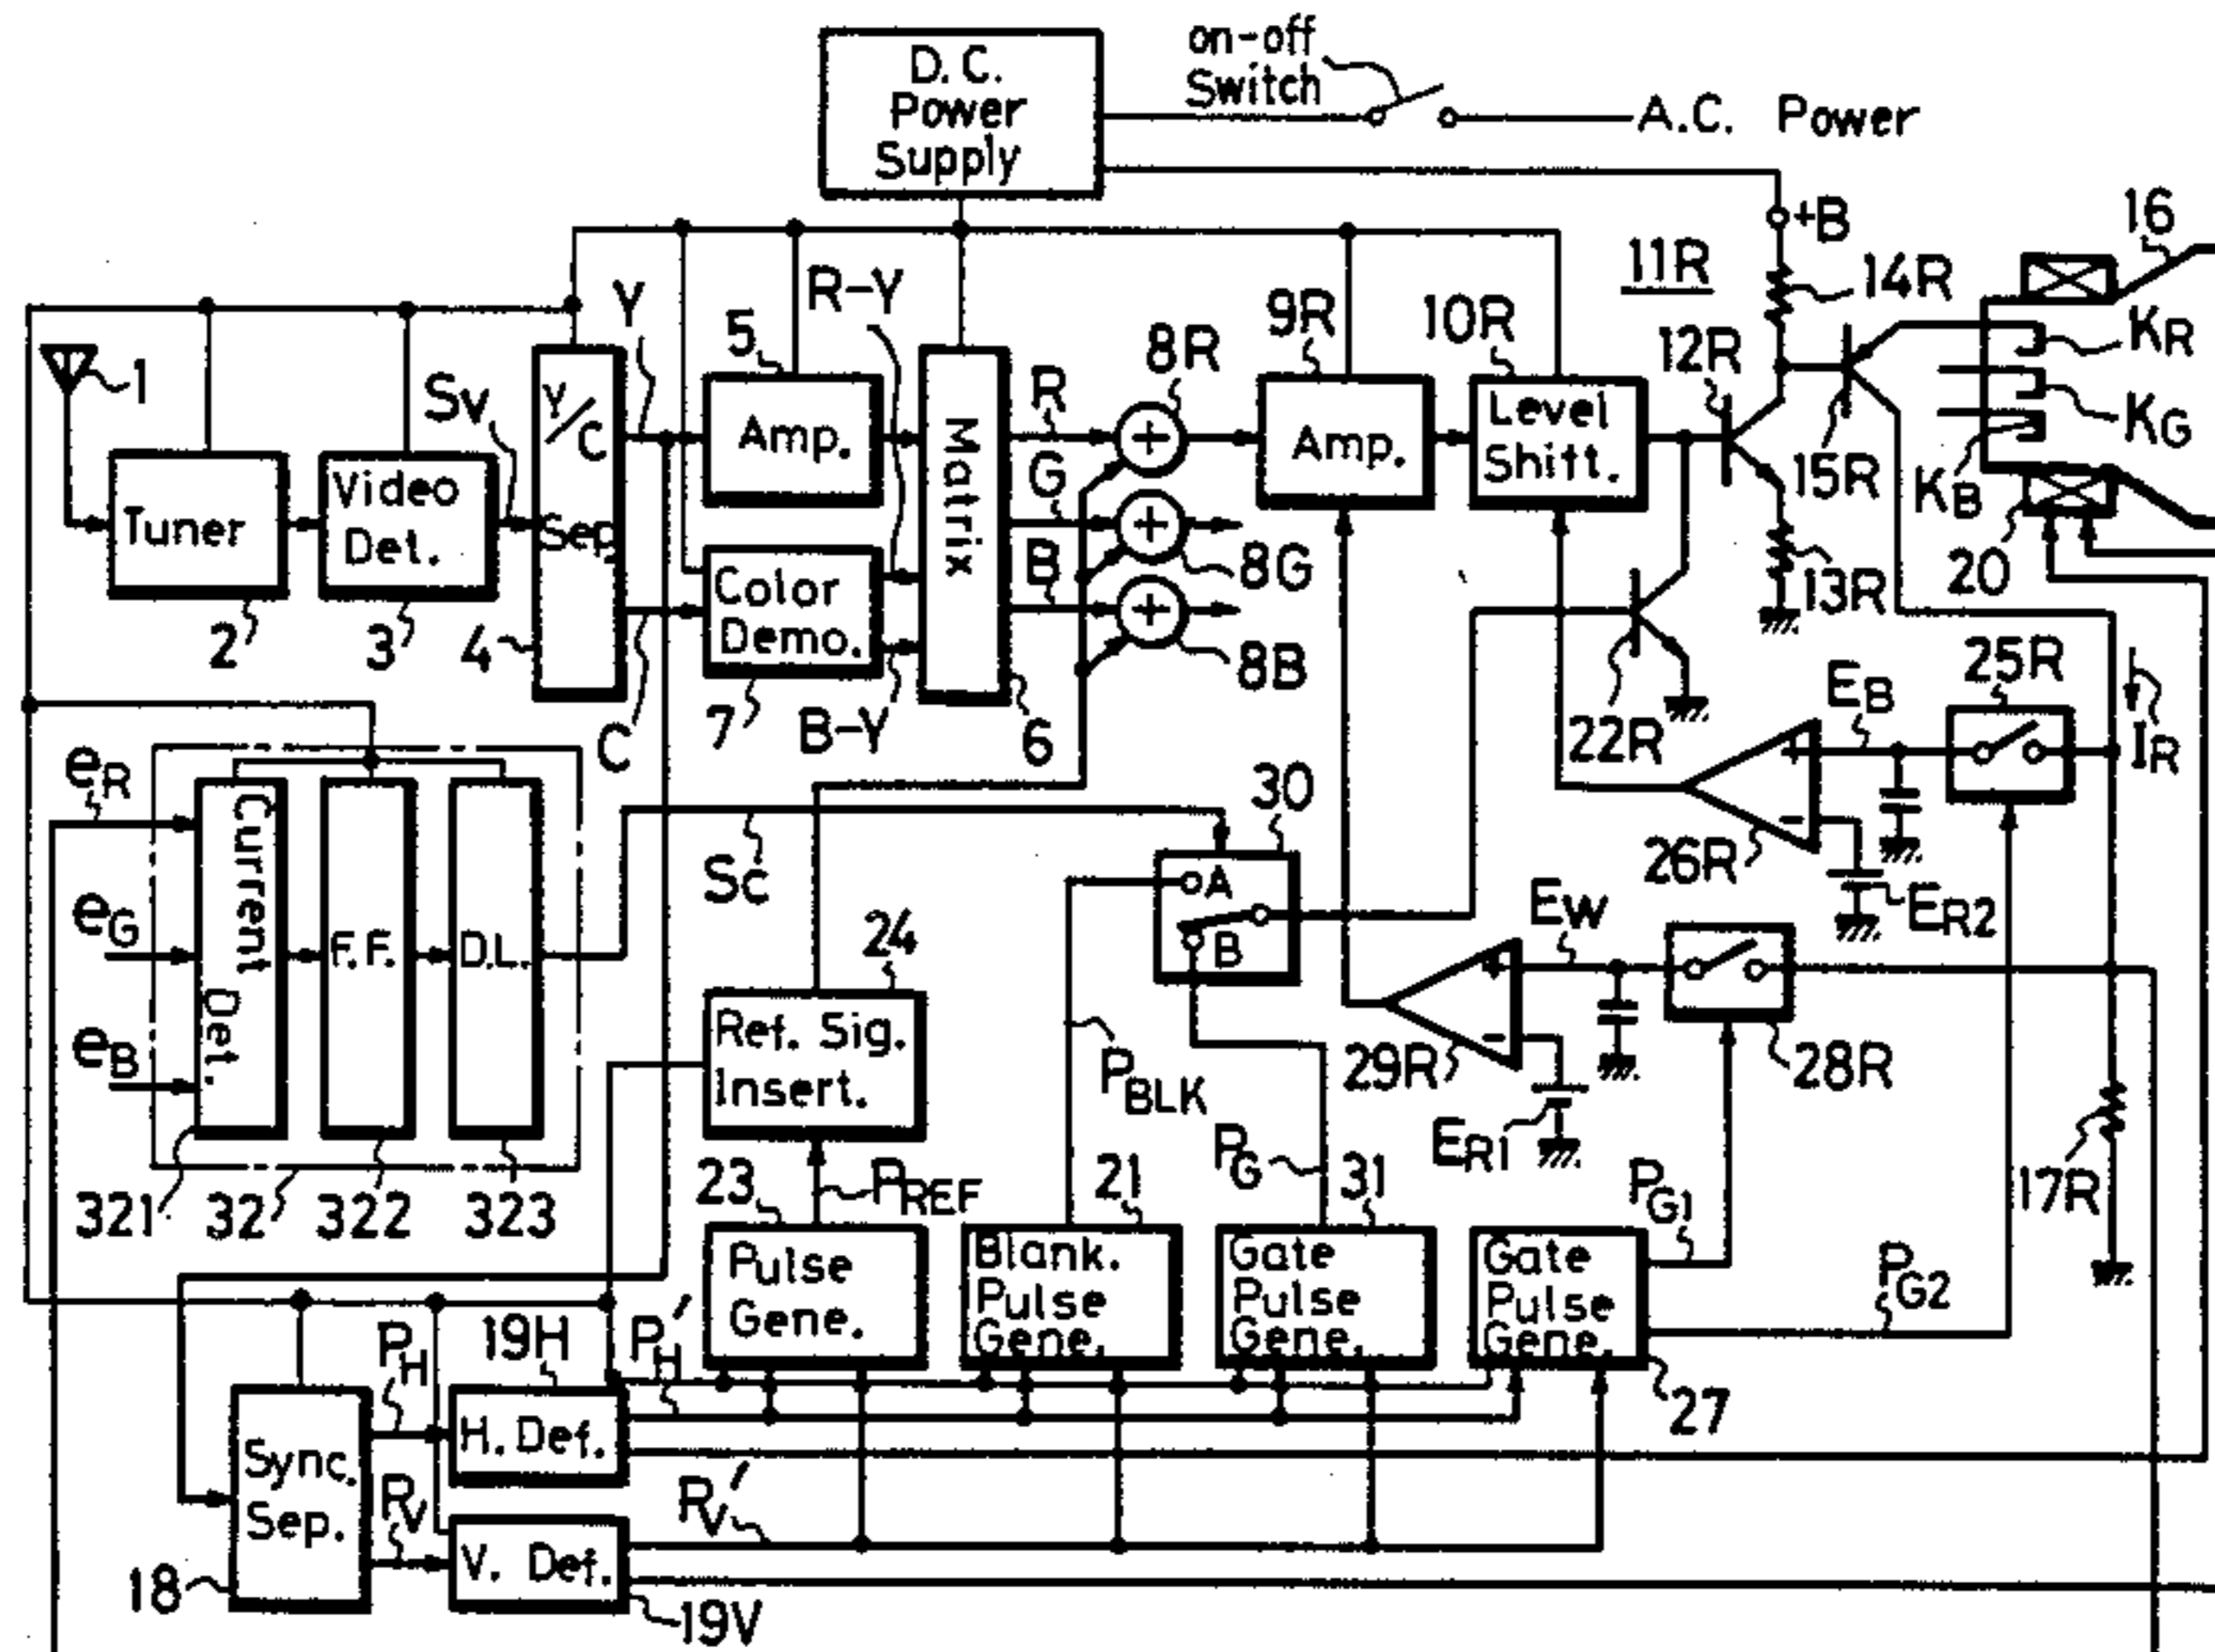 on-off
Switch
D.C.
Power
Supply
A.C. Power
+B
16
11R
14R
Y
R-Y
5
8R
9R
10R
12R
KR
1
Sv
Y/C
Sep.
Amp.
Matrix
R
+
Amp.
Level
Shift.
KG
15R
KB
Tuner
Video
Det.
G
+
8G
13R
20
2
3
4
Color
Demo.
B
+
8B
C
7
B-Y
6
22R
EB
25R
IR
eR
30
Current
Det.
F.F.
D.L.
Sc
A
B
26R
ER2
eG
24
Ew
eB
Ref. Sig.
Insert.
PBLK
29R
28R
ER1
321
32
322
323
23
PREF
21
PG
31
PG1
17R
Pulse
Gene.
Blank.
Pulse
Gene.
Gate
Pulse
Gene.
Gate
Pulse
Gene.
PG2
PH
19H
PH'
27
Sync.
Sep.
H. Def.
PV
PV'
18
V. Def.
19V